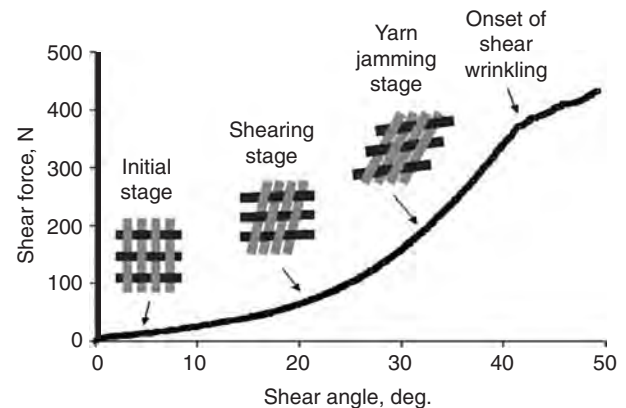 500
400
300
200
100
0
Shear force, N
Initial
stage
Shearing
stage
Yarn
jamming
stage
Onset of
shear
wrinkling
0
10
20
30
40
50
Shear angle, deg.